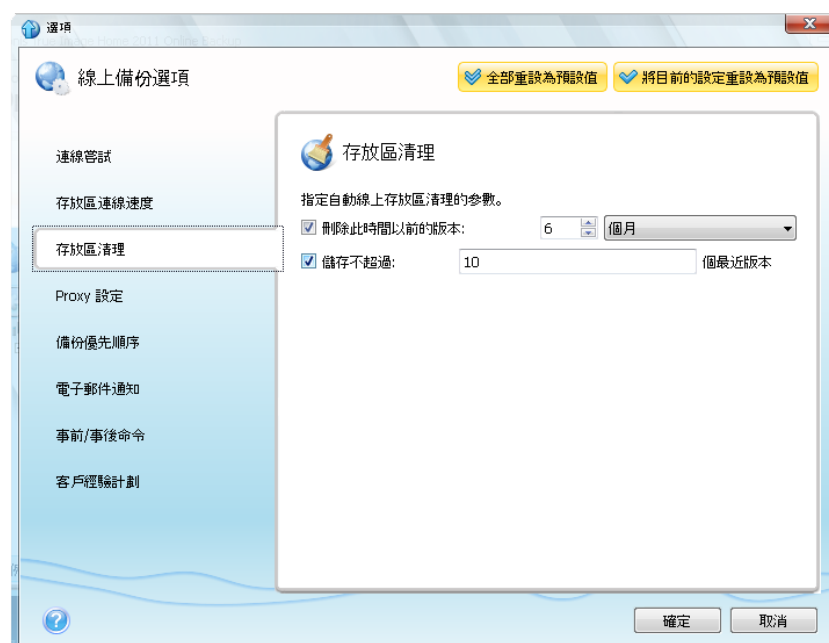 選項
線上備份選項
全部重設為預設值
將目前的設定重設為預設值
連線嘗試
存放區連線速度
存放區清理
Proxy 設定
備份優先順序
電子郵件通知
事前/事後命令
客戶經驗計劃
存放區清理
指定自動線上存放區清理的參數。
刪除此時間以前的版本: 6 個月
儲存不超過: 10 個最近版本
確定
取消